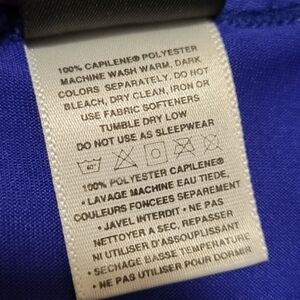 100% CAPILENE® POLYESTER
MACHINE WASH WARM, DARK
COLORS SEPARATELY, DO NOT
BLEACH, DRY CLEAN, IRON OR
USE FABRIC SOFTENERS
TUMBLE DRY LOW
DO NOT USE AS SLEEPWEAR
100% POLYESTER CAPILENE®
• LAVAGE MACHINE EAU TIEDE,
COULEURS FONCEES SEPAREMENT
• JAVEL INTERDIT • NE PAS
NETTOYER A SEC, REPASSER
NI UTILIZER D'ASSOUPLISSANT
• SECHAGE BASSE TEMPERATURE
• NE PAS UTILISER POUR DORMIR